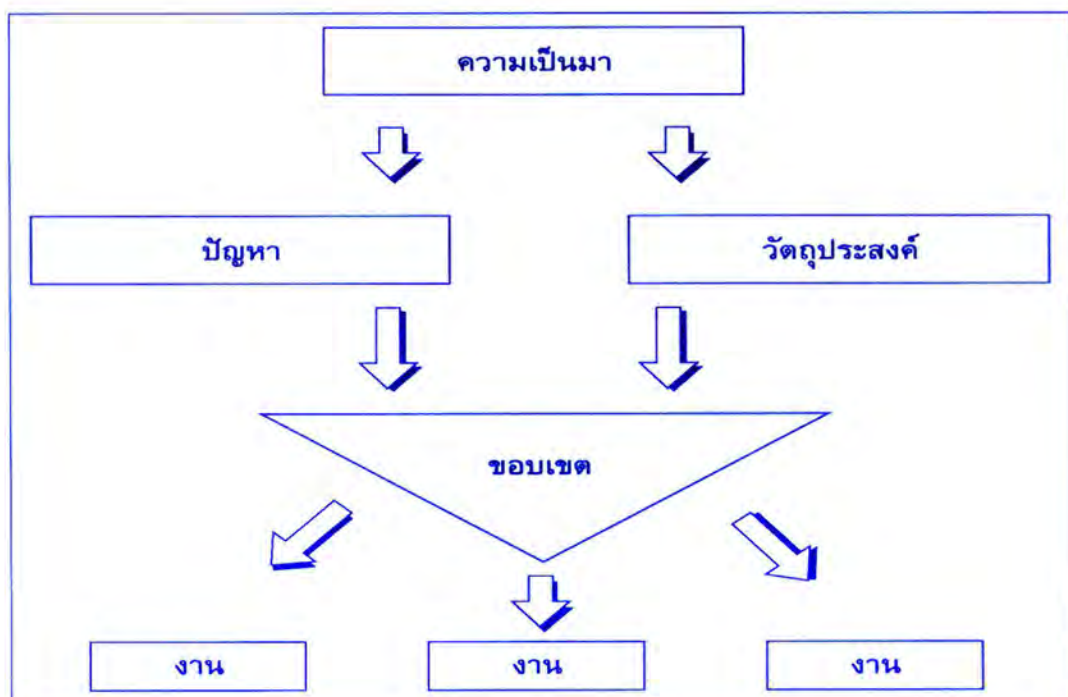 ความเป็นมา
ปัญหา
วัตถุประสงค์
ขอบเขต
งาน
งาน
งาน